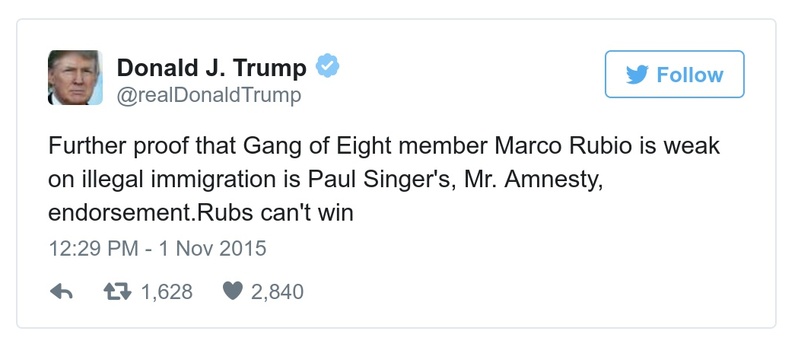 Donald J. Trump
@realDonaldTrump
Follow
Further proof that Gang of Eight member Marco Rubio is weak
on illegal immigration is Paul Singer's, Mr. Amnesty,
endorsement.Rubs can't win
12:29 PM - 1 Nov 2015
1,628 2,840